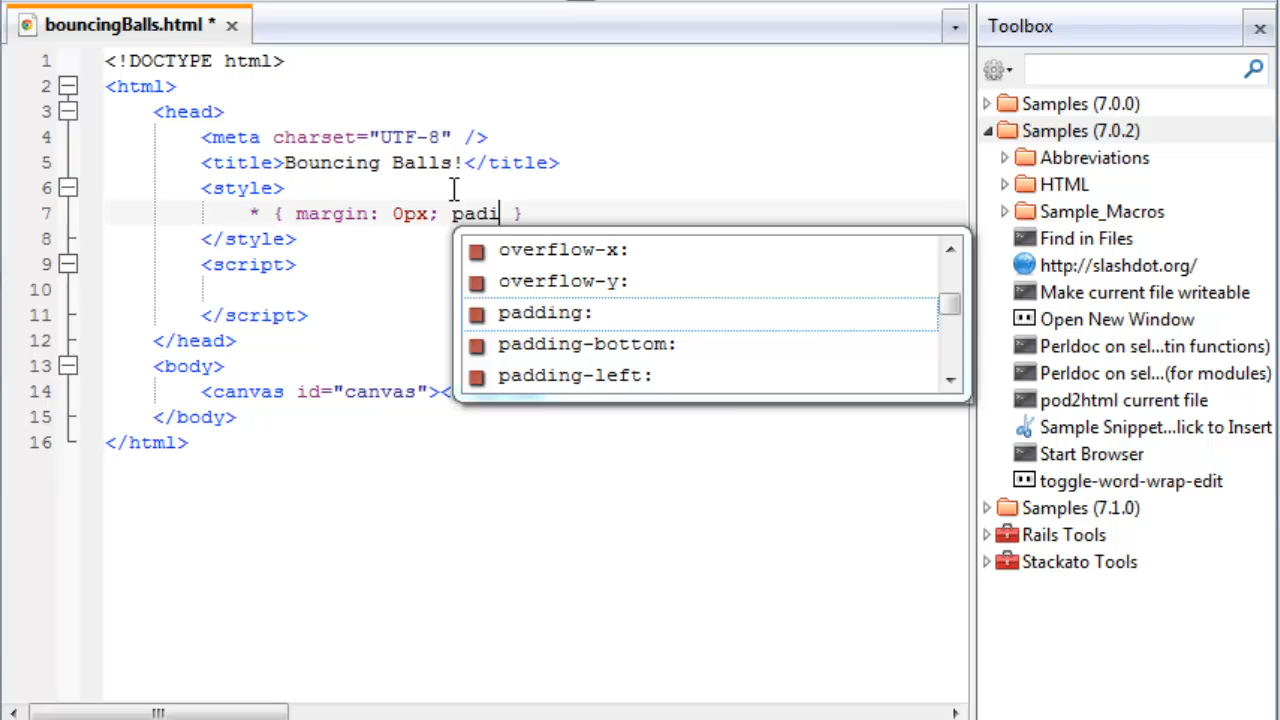 bouncingBalls.html *
1 <!DOCTYPE html>
2 <html>
3 <head>
4 <meta charset="UTF-8" />
5 <title>Bouncing Balls!</title>
6 <style>
7 * { margin: 0px; padi }
8 </style>
9 <script>
10
11 </script>
12 </head>
13 <body>
14 <canvas id="canvas"><
15 </body>
16 </html>
overflow-x:
overflow-y:
padding:
padding-bottom:
padding-left:
Toolbox
Samples (7.0.0)
Samples (7.0.2)
Abbreviations
HTML
Sample_Macros
Find in Files
http://slashdot.org/
Make current file writeable
Open New Window
Perldoc on sel...tin functions)
Perldoc on sel...(for modules)
pod2html current file
Sample Snippet...lick to Insert
Start Browser
toggle-word-wrap-edit
Samples (7.1.0)
Rails Tools
Stackato Tools